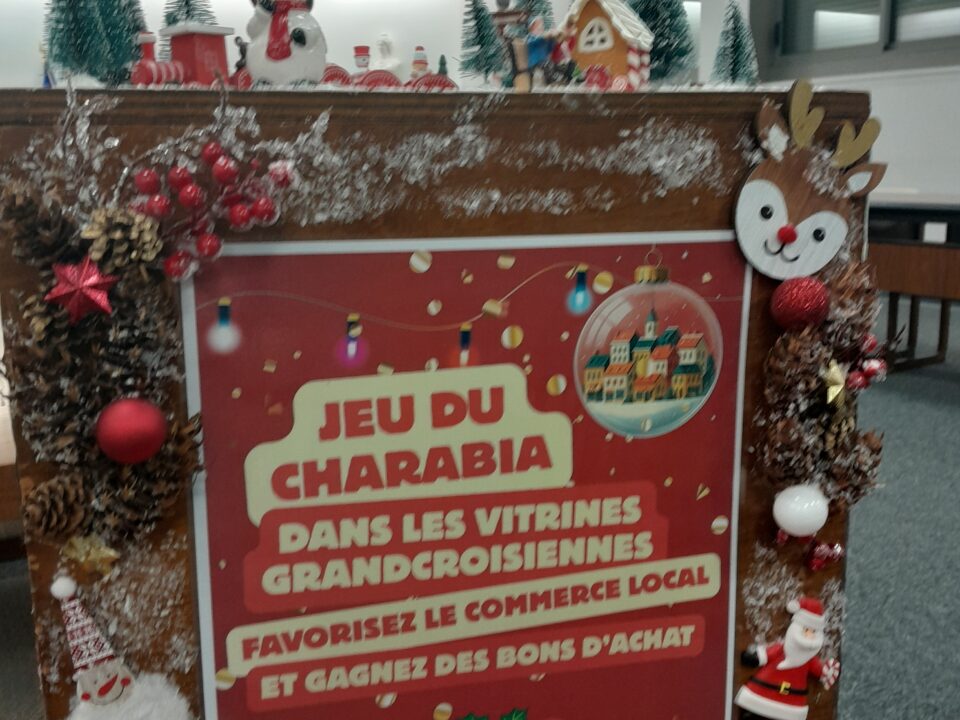 JEU DU
CHARABIA
DANS LES VITRINES
GRANDCROISIENNES
FAVORISEZ LE COMMERCE LOCAL
ET GAGNEZ DES BONS D'ACHAT